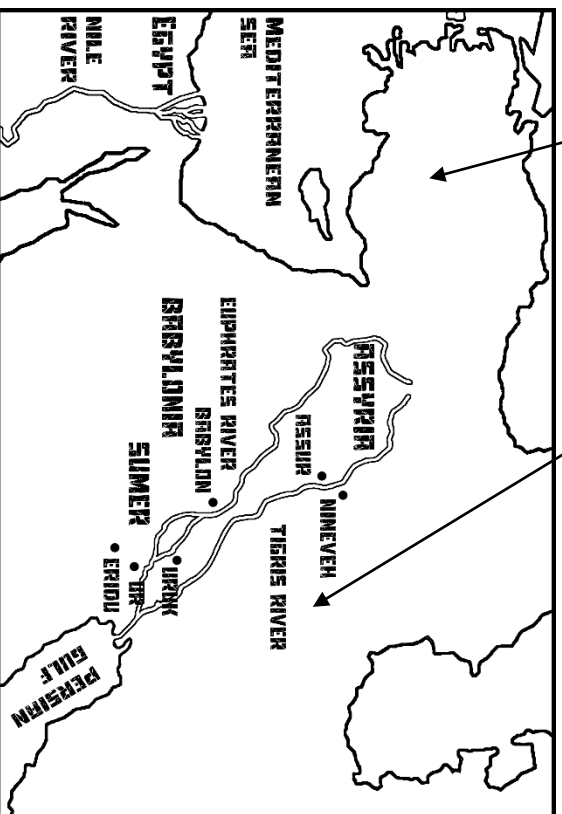 ASSYRIA
NINEVEH
ASSUR
MEDITERRANEAN
SEA
TIGRIS RIVER
EUPHRATES RIVER
BABYLON
BABYLONIA
EGYPT
URUK
SUMER
UR
ERIDU
NILE
RIVER
PERSIAN
GULF